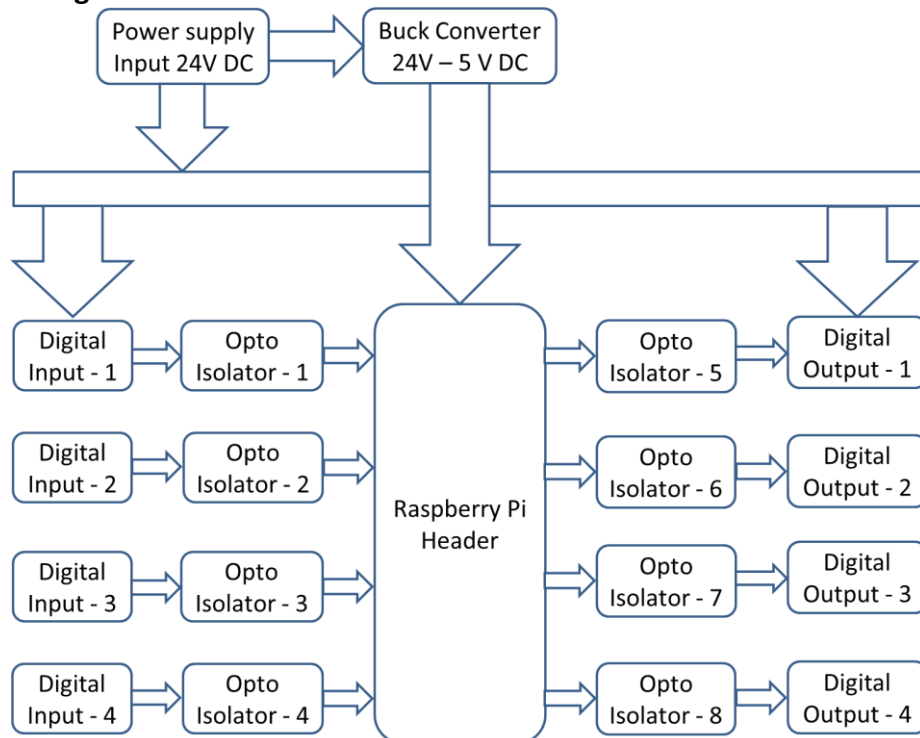 Power supply
Input 24V DC
Buck Converter
24V – 5 V DC
Digital
Input - 1
Opto
Isolator - 1
Opto
Isolator - 5
Digital
Output - 1
Digital
Input - 2
Opto
Isolator - 2
Raspberry Pi
Header
Opto
Isolator - 6
Digital
Output - 2
Digital
Input - 3
Opto
Isolator - 3
Opto
Isolator - 7
Digital
Output - 3
Digital
Input - 4
Opto
Isolator - 4
Opto
Isolator - 8
Digital
Output - 4